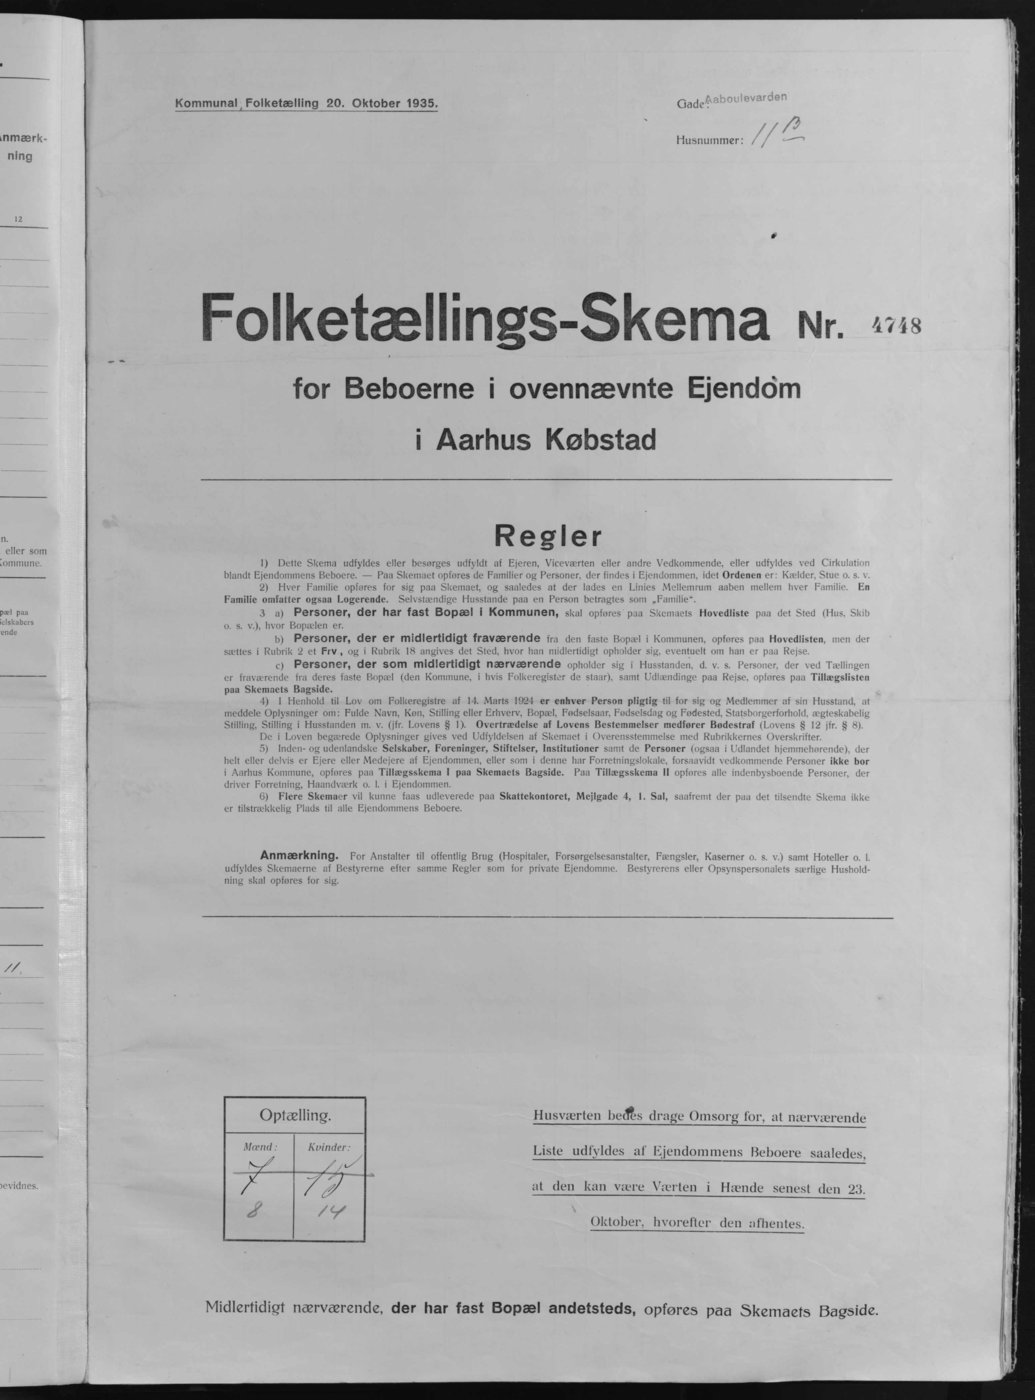 Anmærk-
ning
12
n.
eller som
Kommune.
pæl paa
Selskabers
ende
11.
bevidnes.
Kommunal Folketælling 20. Oktober 1935.
Gade: Aaboulevarden
Husnummer: 11 B
Folketællings-Skema Nr. 4748
for Beboerne i ovennævnte Ejendom
i Aarhus Købstad
Regler
1) Dette Skema udfyldes eller besørges udfyldt af Ejeren, Viceværten eller andre Vedkommende, eller udfyldes ved Cirkulation
blandt Ejendommens Beboere. — Paa Skemaet opføres de Familier og Personer, der findes i Ejendommen, idet Ordenen er: Kælder, Stue o. s. v.
2) Hver Familie opføres for sig paa Skemaet, og saaledes at der lades en Linies Mellemrum aaben mellem hver Familie. En
Familie omfatter ogsaa Logerende. Selvstændige Husstande paa en Person betragtes som „Familie“.
3 a) Personer, der har fast Bopæl i Kommunen, skal opføres paa Skemaets Hovedliste paa det Sted (Hus, Skib
o. s. v.), hvor Bopælen er.
b) Personer, der er midlertidigt fraværende fra den faste Bopæl i Kommunen, opføres paa Hovedlisten, men der
sættes i Rubrik 2 et Frv., og i Rubrik 18 angives det Sted, hvor han midlertidigt opholder sig, eventuelt om han er paa Rejse.
c) Personer, der som midlertidigt nærværende opholder sig i Husstanden, d. v. s. Personer, der ved Tællingen
er fraværende fra deres faste Bopæl (den Kommune, i hvis Folkeregister de staar), samt Udlændinge paa Rejse, opføres paa Tillægslisten
paa Skemaets Bagside.
4) I Henhold til Lov om Folkeregistre af 14. Marts 1924 er enhver Person pligtig til for sig og Medlemmer af sin Husstand, at
meddele Oplysninger om: Fulde Navn, Køn, Stilling eller Erhverv, Bopæl, Fødselsaar, Fødselsdag og Fødested, Statsborgerforhold, ægteskabelig
Stilling, Stilling i Husstanden m. v. (jfr. Lovens § 1). Overtrædelse af Lovens Bestemmelser medfører Bødestraf (Lovens § 12 jfr. § 8).
De i Loven begærede Oplysninger gives ved Udfyldelsen af Skemaet i Overensstemmelse med Rubrikkernes Overskrifter.
5) Inden- og udenlandske Selskaber, Foreninger, Stiftelser, Institutioner samt de Personer (ogsaa i Udlandet hjemmehørende), der
helt eller delvis er Ejere eller Medejere af Ejendommen, eller som i denne har Forretningslokale, forsaavidt vedkommende Personer ikke bor
i Aarhus Kommune, opføres paa Tillægsskema I paa Skemaets Bagside. Paa Tillægsskema II opføres alle indenbysboende Personer, der
driver Forretning, Haandværk o. l. i Ejendommen.
6) Flere Skemaer vil kunne faas udleverede paa Skattekontoret, Mejlgade 4, 1. Sal, saafremt der paa det tilsendte Skema ikke
er tilstrækkelig Plads til alle Ejendommens Beboere.
Anmærkning. For Anstalter til offentlig Brug (Hospitaler, Forsørgelsesanstalter, Fængsler, Kaserner o. s. v.) samt Hoteller o. l.
udfyldes Skemaerne af Bestyrerne efter samme Regler som for private Ejendomme. Bestyrerens eller Opsynspersonalets særlige Hushold-
ning skal opføres for sig.
Optælling.
Mænd: Kvinder:
7 15
8 14
Husværten bedes drage Omsorg for, at nærværende
Liste udfyldes af Ejendommens Beboere saaledes,
at den kan være Værten i Hænde senest den 23.
Oktober, hvorefter den afhentes.
Midlertidigt nærværende, der har fast Bopæl andetsteds, opføres paa Skemaets Bagside.